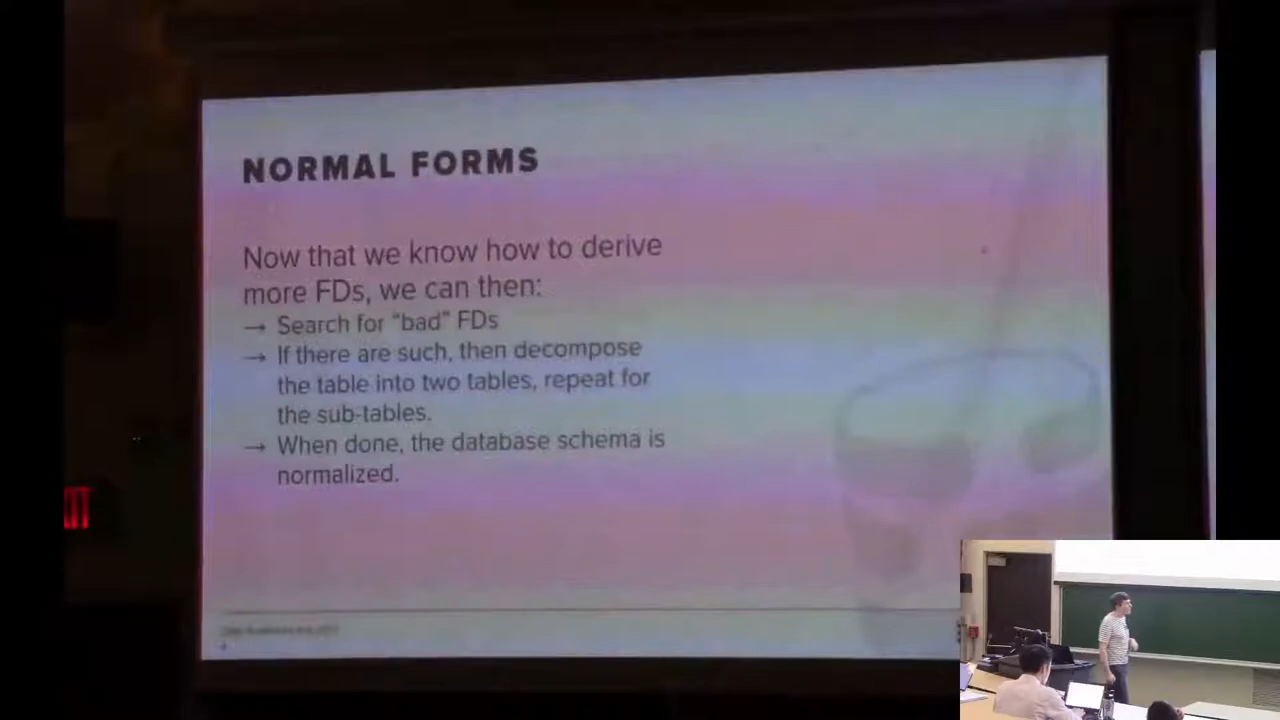 NORMAL FORMS
Now that we know how to derive
more FDs, we can then:
→ Search for “bad” FDs
→ If there are such, then decompose
the table into two tables, repeat for
the sub-tables.
→ When done, the database schema is
normalized.